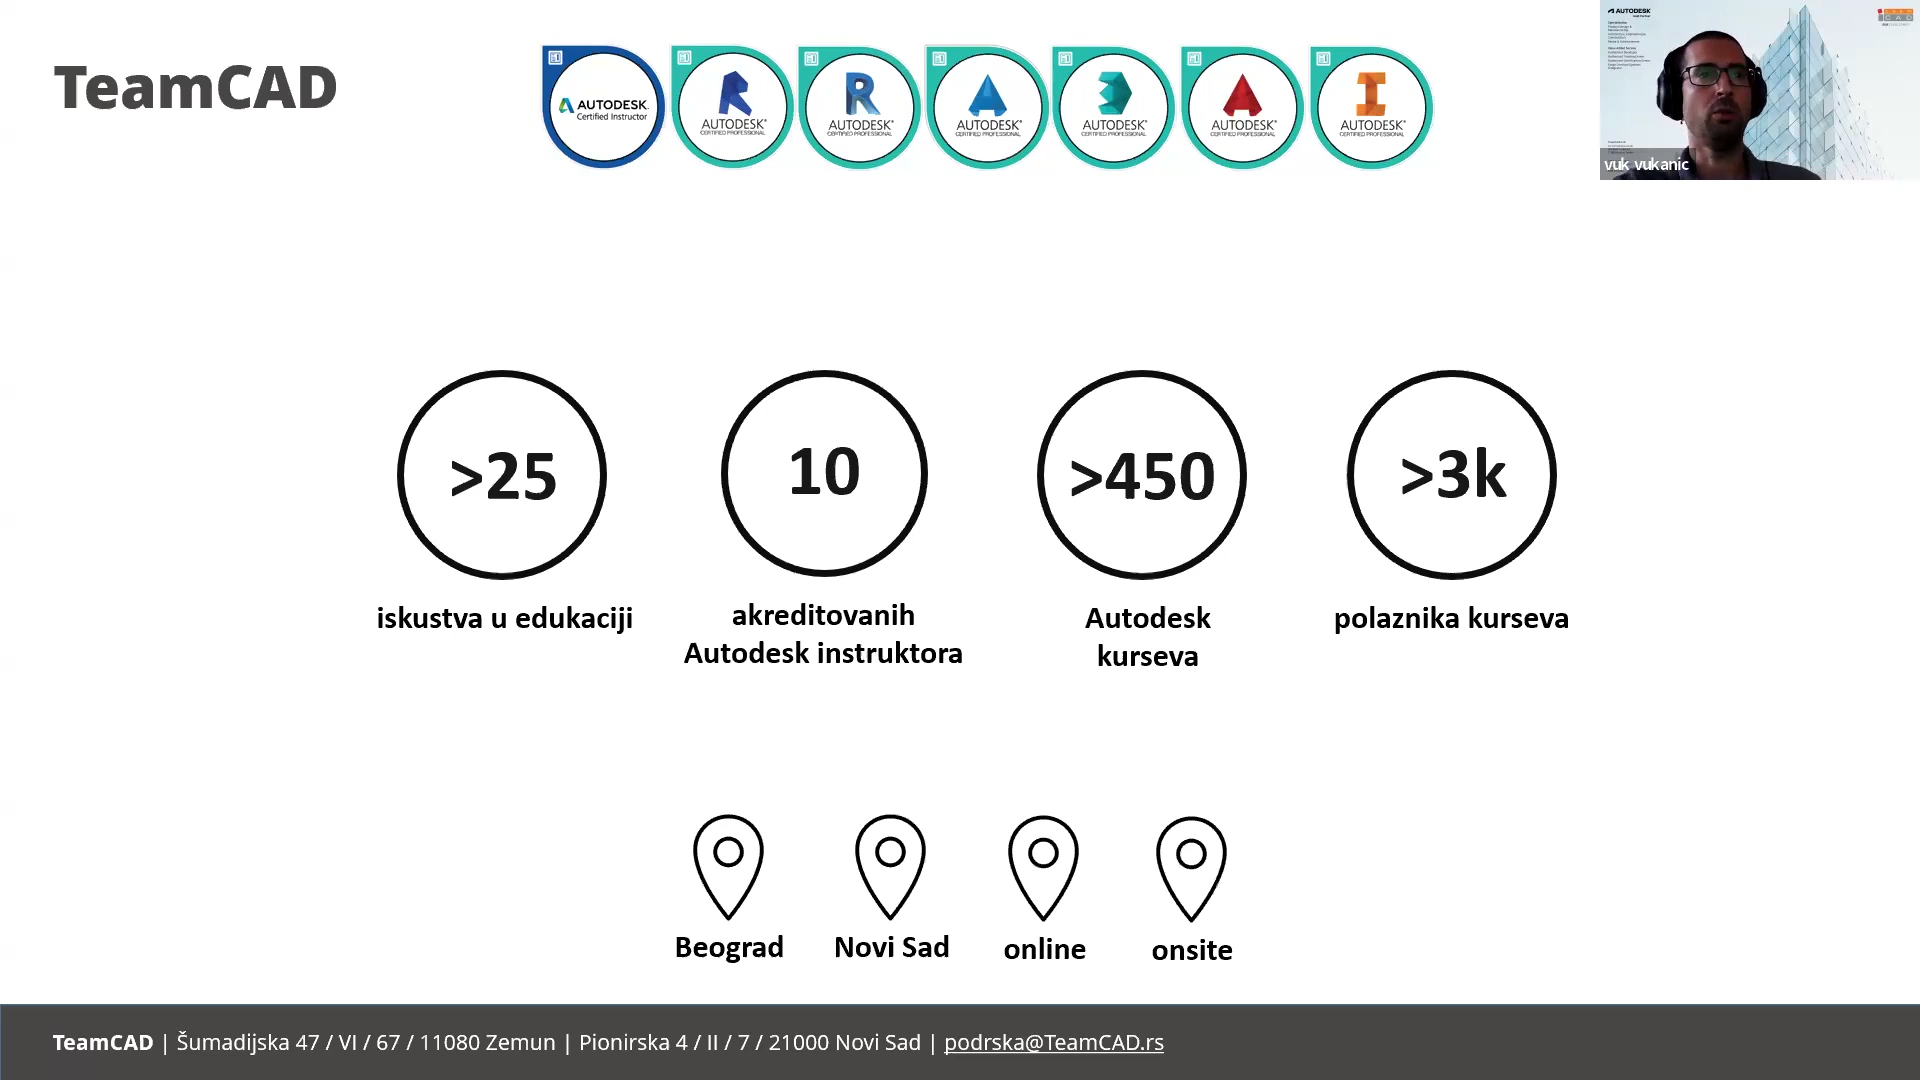 TeamCAD
AUTODESK.
Certified Instructor
AUTODESK®
CERTIFIED PROFESSIONAL
AUTODESK®
CERTIFIED PROFESSIONAL
AUTODESK®
CERTIFIED PROFESSIONAL
AUTODESK®
CERTIFIED PROFESSIONAL
AUTODESK®
CERTIFIED PROFESSIONAL
AUTODESK®
CERTIFIED PROFESSIONAL
AUTODESK
vuk vukanic
>25
10
>450
>3k
iskustva u edukaciji
akreditovanih
Autodesk instruktora
Autodesk
kurseva
polaznika kurseva
Beograd
Novi Sad
online
onsite
TeamCAD | Šumadijska 47 / VI / 67 / 11080 Zemun | Pionirska 4 / II / 7 / 21000 Novi Sad | podrska@TeamCAD.rs